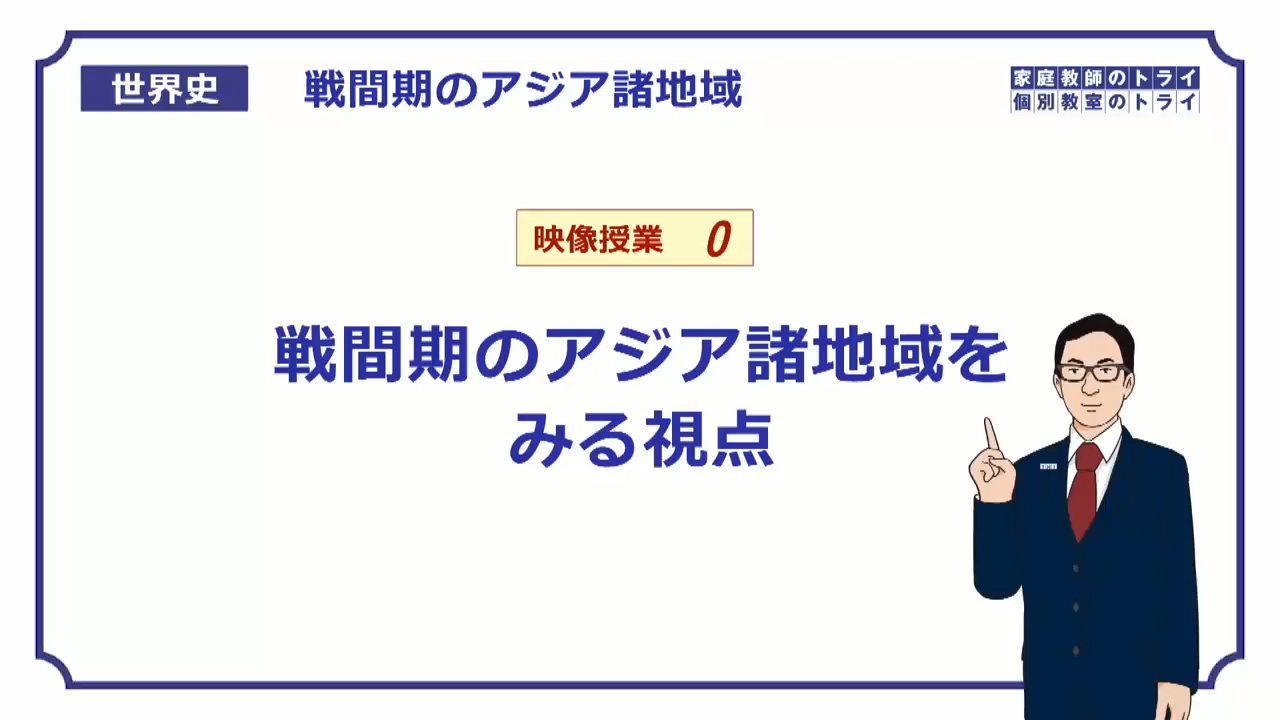 世界史
戦間期のアジア諸地域
家庭教師のトライ
個別教室のトライ
映像授業 0
戦間期のアジア諸地域を
みる視点